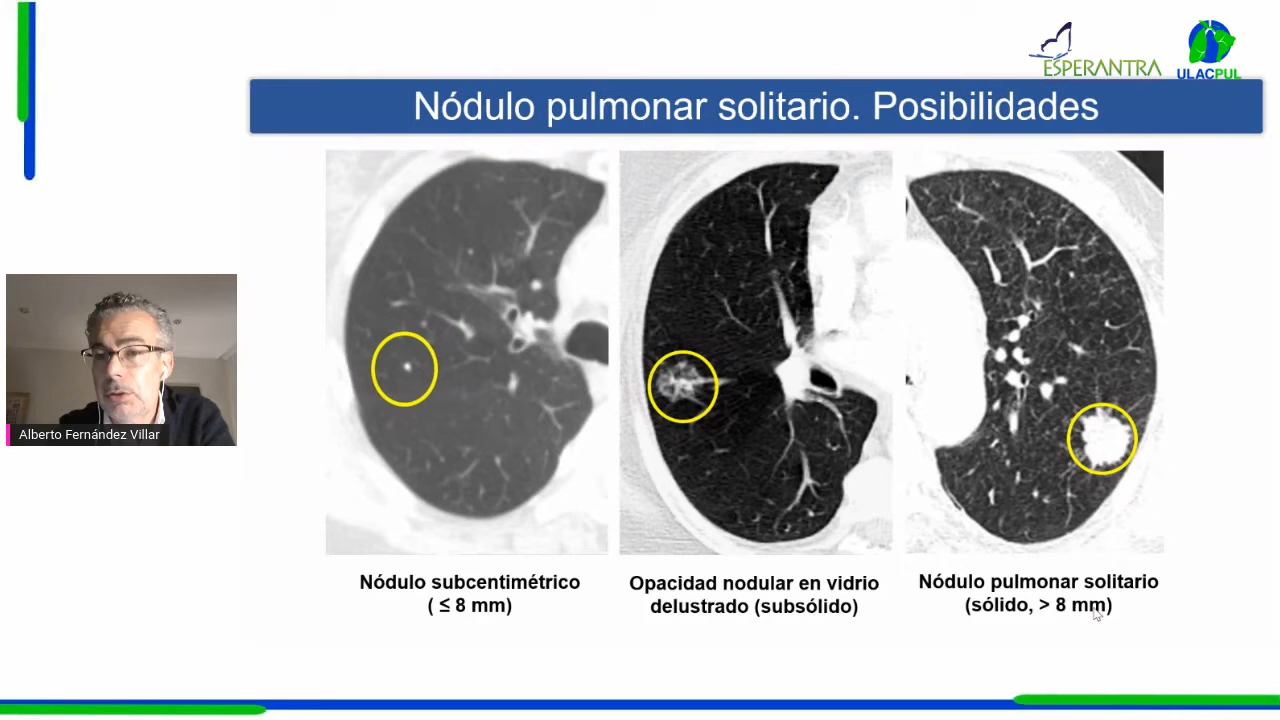 ESPERANTRA
ULACPUL
Nódulo pulmonar solitario. Posibilidades
Alberto Fernández Villar
Nódulo subcentimétrico
( ≤ 8 mm)
Opacidad nodular en vidrio
delustrado (subsólido)
Nódulo pulmonar solitario
(sólido, > 8 mm)